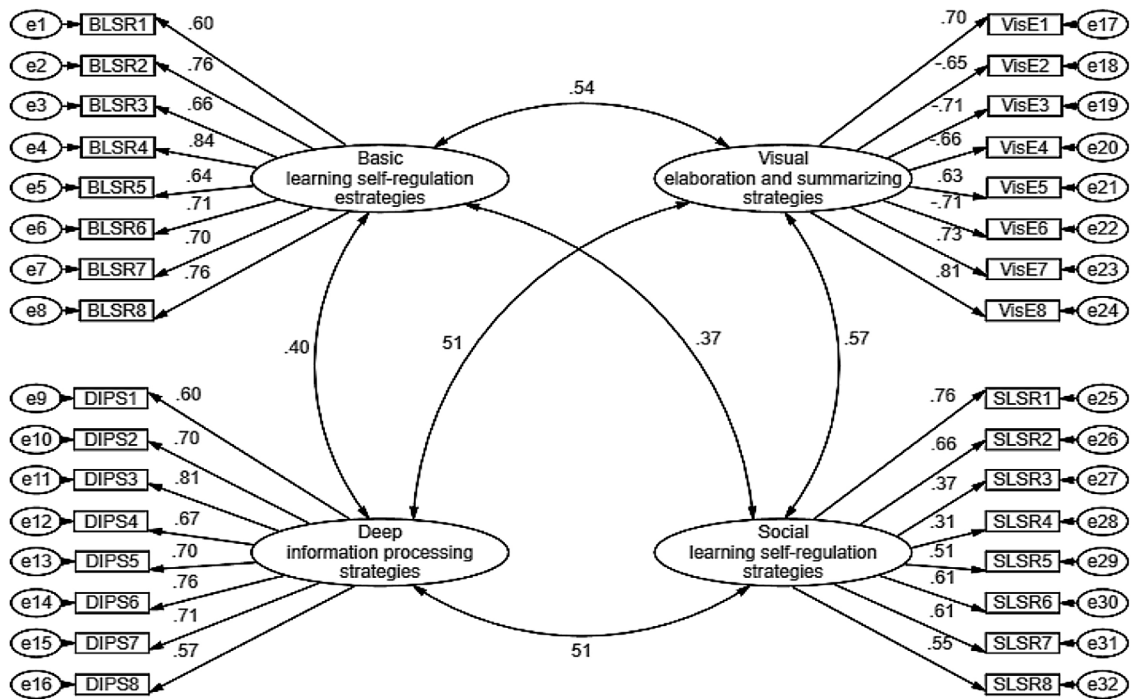 e1 BLSR1 .60 .70 VisE1 e17
e2 BLSR2 .76 -.65 VisE2 e18
e3 BLSR3 .66 -.71 VisE3 e19
e4 BLSR4 .84 -.66 VisE4 e20
e5 BLSR5 .64 .63 VisE5 e21
e6 BLSR6 .71 -.71 VisE6 e22
e7 BLSR7 .70 .73 VisE7 e23
e8 BLSR8 .76 .81 VisE8 e24
.54
Basic
learning self-regulation
estrategies
Visual
elaboration and summarizing
strategies
.40 51 .37 .57
e9 DIPS1 .60 .76 SLSR1 e25
e10 DIPS2 .70 .66 SLSR2 e26
e11 DIPS3 .81 .37 SLSR3 e27
e12 DIPS4 .67 .31 SLSR4 e28
e13 DIPS5 .70 .51 SLSR5 e29
e14 DIPS6 .76 .61 SLSR6 e30
e15 DIPS7 .71 .61 SLSR7 e31
e16 DIPS8 .57 .55 SLSR8 e32
Deep
information processing
strategies
Social
learning self-regulation
strategies
51